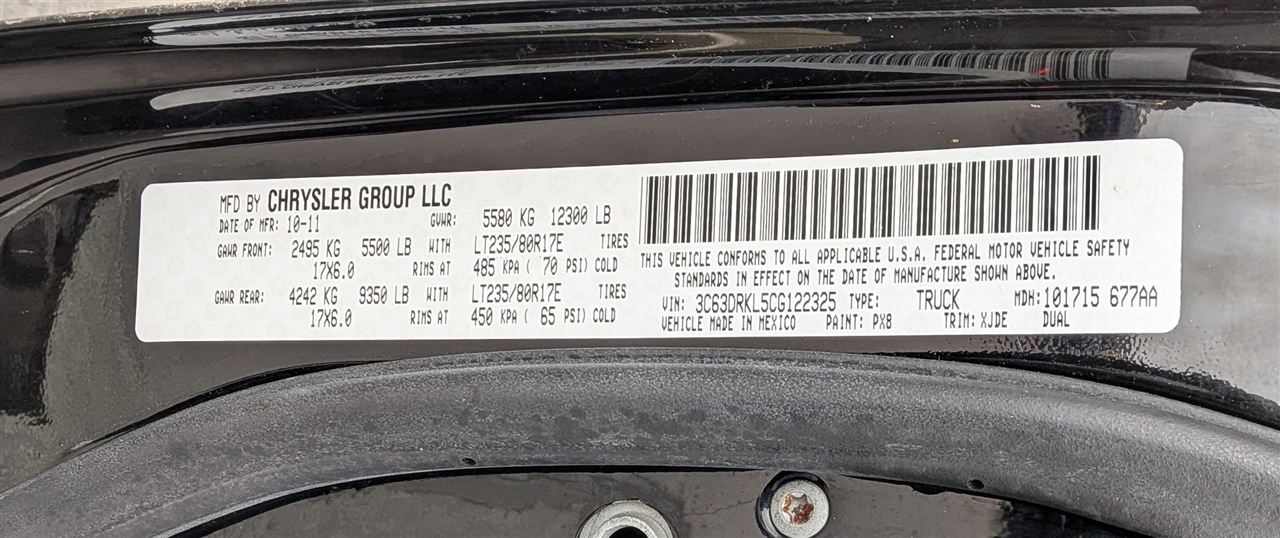 MFD BY CHRYSLER GROUP LLC
DATE OF MFR: 10-11 GVWR: 5580 KG 12300 LB
GAWR FRONT: 2495 KG 5500 LB WITH LT235/80R17E TIRES
17X6.0 RIMS AT 485 KPA ( 70 PSI) COLD
GAWR REAR: 4242 KG 9350 LB WITH LT235/80R17E TIRES
17X6.0 RIMS AT 450 KPA ( 65 PSI) COLD
THIS VEHICLE CONFORMS TO ALL APPLICABLE U.S.A. FEDERAL MOTOR VEHICLE SAFETY
STANDARDS IN EFFECT ON THE DATE OF MANUFACTURE SHOWN ABOVE.
VIN: 3C63DRKL5CG122325 TYPE: TRUCK MDH: 101715 677AA
VEHICLE MADE IN MEXICO PAINT: PX8 TRIM: XJDE DUAL